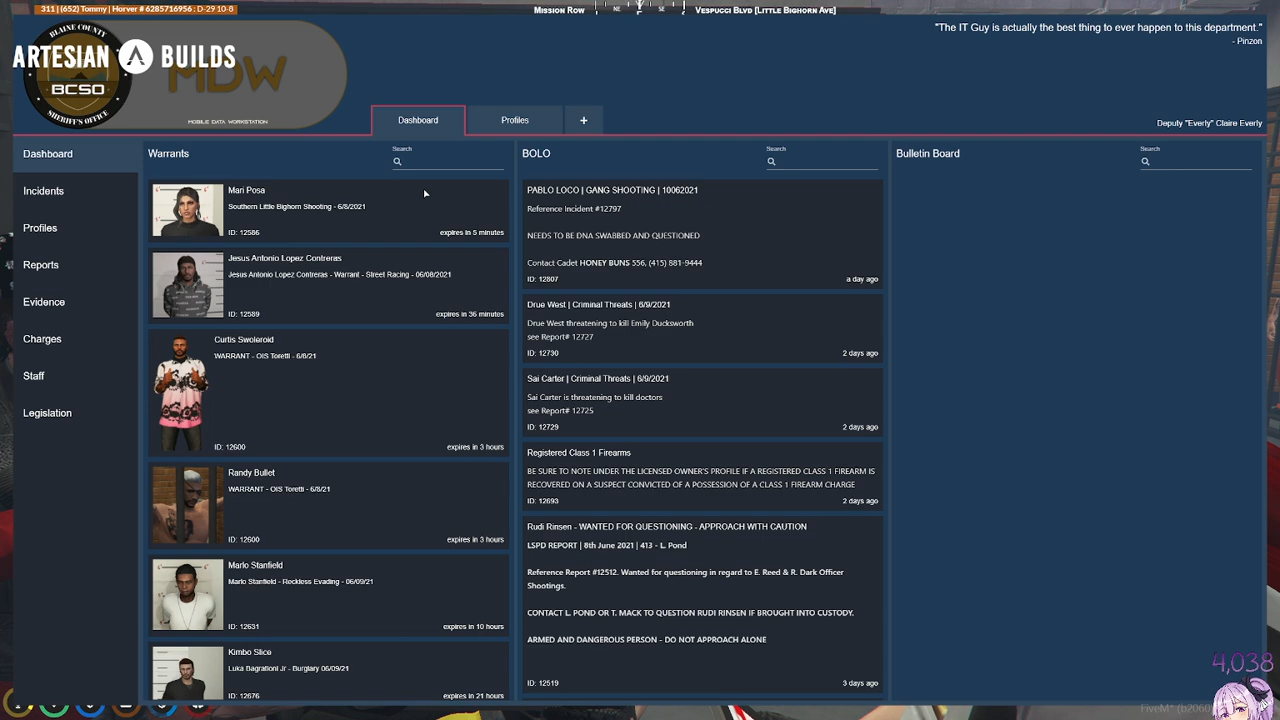 311 | (652) Tommy | Horver # 6285716956 : D-29 10-8
Mission Row
NE
SE
Vespucci Blvd [Little Bighorn Ave]
"The IT Guy is actually the best thing to ever happen to this department."
- Pinzon
ARTESIAN BUILDS
BLAINE COUNTY
BCSO
SHERIFF'S OFFICE
MDW
MOBILE DATA WORKSTATION
Dashboard
Profiles
+
Deputy "Everly" Claire Everly
Dashboard
Incidents
Profiles
Reports
Evidence
Charges
Staff
Legislation
Warrants
Search
Mari Posa
Southern Little Bighorn Shooting - 6/8/2021
ID: 12586
expires in 5 minutes
Jesus Antonio Lopez Contreras
Jesus Antonio Lopez Contreras - Warrant - Street Racing - 06/08/2021
ID: 12589
expires in 36 minutes
Curtis Swoleroid
WARRANT - OIS Toretti - 6/8/21
ID: 12600
expires in 3 hours
Randy Bullet
WARRANT - OIS Toretti - 6/8/21
ID: 12600
expires in 3 hours
Marlo Stanfield
Marlo Stanfield - Reckless Evading - 06/09/21
ID: 12631
expires in 10 hours
Kimbo Slice
Luka Bagrationi Jr - Burglary 06/09/21
ID: 12676
expires in 21 hours
BOLO
Search
PABLO LOCO | GANG SHOOTING | 10062021
Reference Incident #12797
NEEDS TO BE DNA SWABBED AND QUESTIONED
Contact Cadet HONEY BUNS 556, (415) 881-9444
ID: 12807
a day ago
Drue West | Criminal Threats | 6/9/2021
Drue West threatening to kill Emily Ducksworth
see Report# 12727
ID: 12730
2 days ago
Sai Carter | Criminal Threats | 6/9/2021
Sai Carter is threatening to kill doctors
see Report# 12725
ID: 12729
2 days ago
Registered Class 1 Firearms
BE SURE TO NOTE UNDER THE LICENSED OWNER'S PROFILE IF A REGISTERED CLASS 1 FIREARM IS
RECOVERED ON A SUSPECT CONVICTED OF A POSSESSION OF A CLASS 1 FIREARM CHARGE
ID: 12693
2 days ago
Rudi Rinsen - WANTED FOR QUESTIONING - APPROACH WITH CAUTION
LSPD REPORT | 8th June 2021 | 413 - L. Pond
Reference Report #12512. Wanted for questioning in regard to E. Reed & R. Dark Officer
Shootings.
CONTACT L. POND OR T. MACK TO QUESTION RUDI RINSEN IF BROUGHT INTO CUSTODY.
ARMED AND DANGEROUS PERSON - DO NOT APPROACH ALONE
ID: 12519
3 days ago
Bulletin Board
Search
4,038
FiveM* (b2060